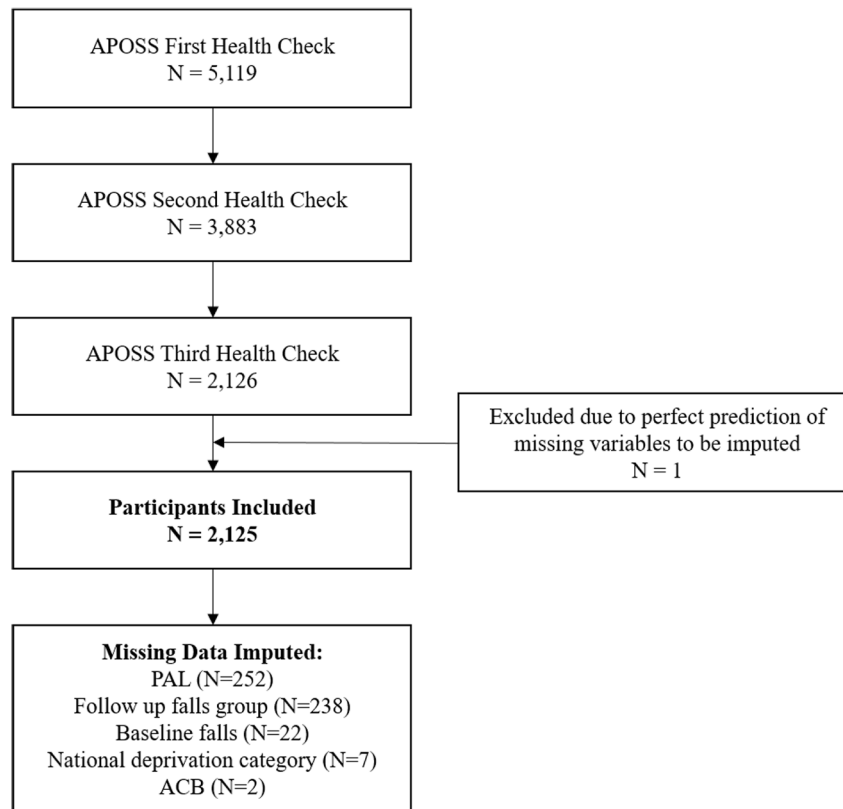 APOSS First Health Check
N = 5,119
APOSS Second Health Check
N = 3,883
APOSS Third Health Check
N = 2,126
Excluded due to perfect prediction of
missing variables to be imputed
N = 1
Participants Included
N = 2,125
Missing Data Imputed:
PAL (N=252)
Follow up falls group (N=238)
Baseline falls (N=22)
National deprivation category (N=7)
ACB (N=2)